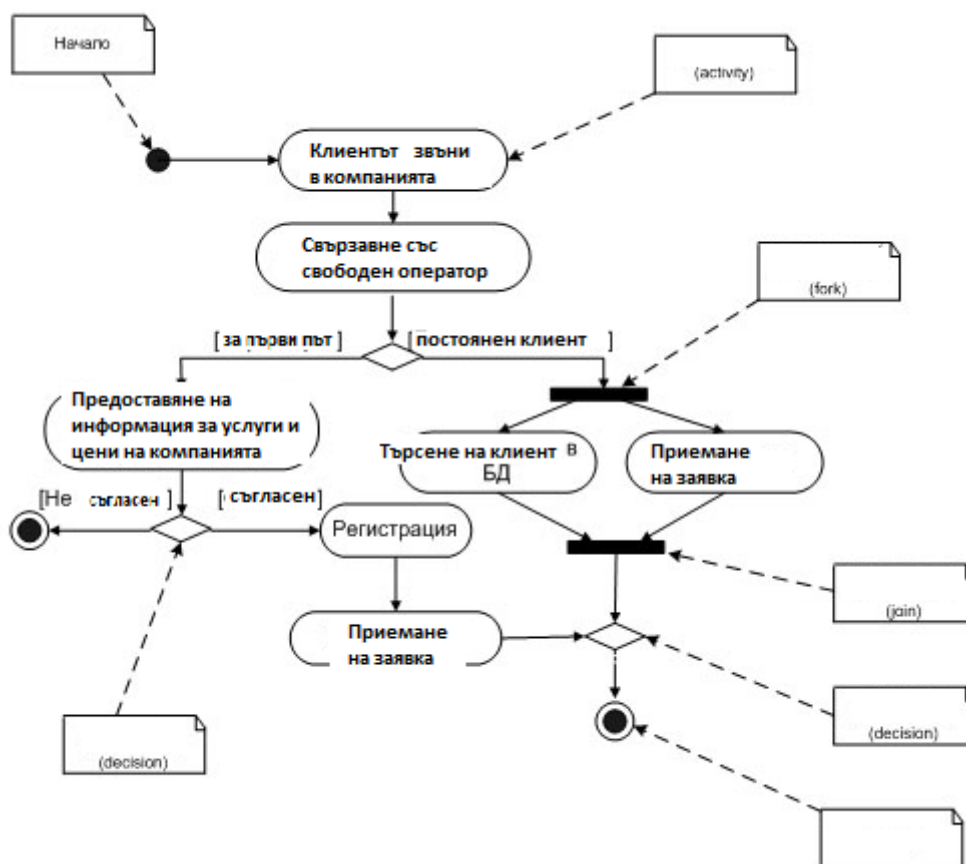 Начало
(activity)
Клиентът звъни
в компанията
Свързавне със
свободен оператор
(fork)
[ за първи път ]
[постоянен клиент ]
Предоставяне на
информация за услуги и
цени на компанията
Търсене на клиент в
БД
Приемане
на заявка
[Не съгласен ]
[съгласен]
Регистрация
(join)
Приемане
на заявка
(decision)
(decision)